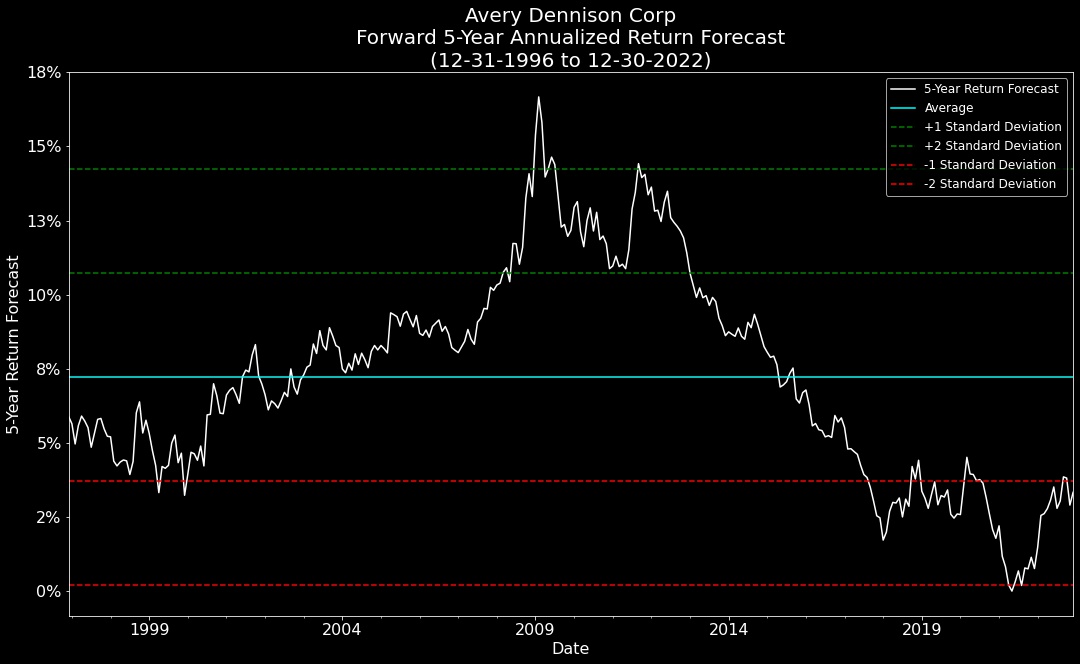 Avery Dennison Corp
Forward 5-Year Annualized Return Forecast
(12-31-1996 to 12-30-2022)
5-Year Return Forecast
Average
+1 Standard Deviation
+2 Standard Deviation
-1 Standard Deviation
-2 Standard Deviation
18%
15%
13%
10%
8%
5%
2%
0%
5-Year Return Forecast
1999
2004
2009
2014
2019
Date